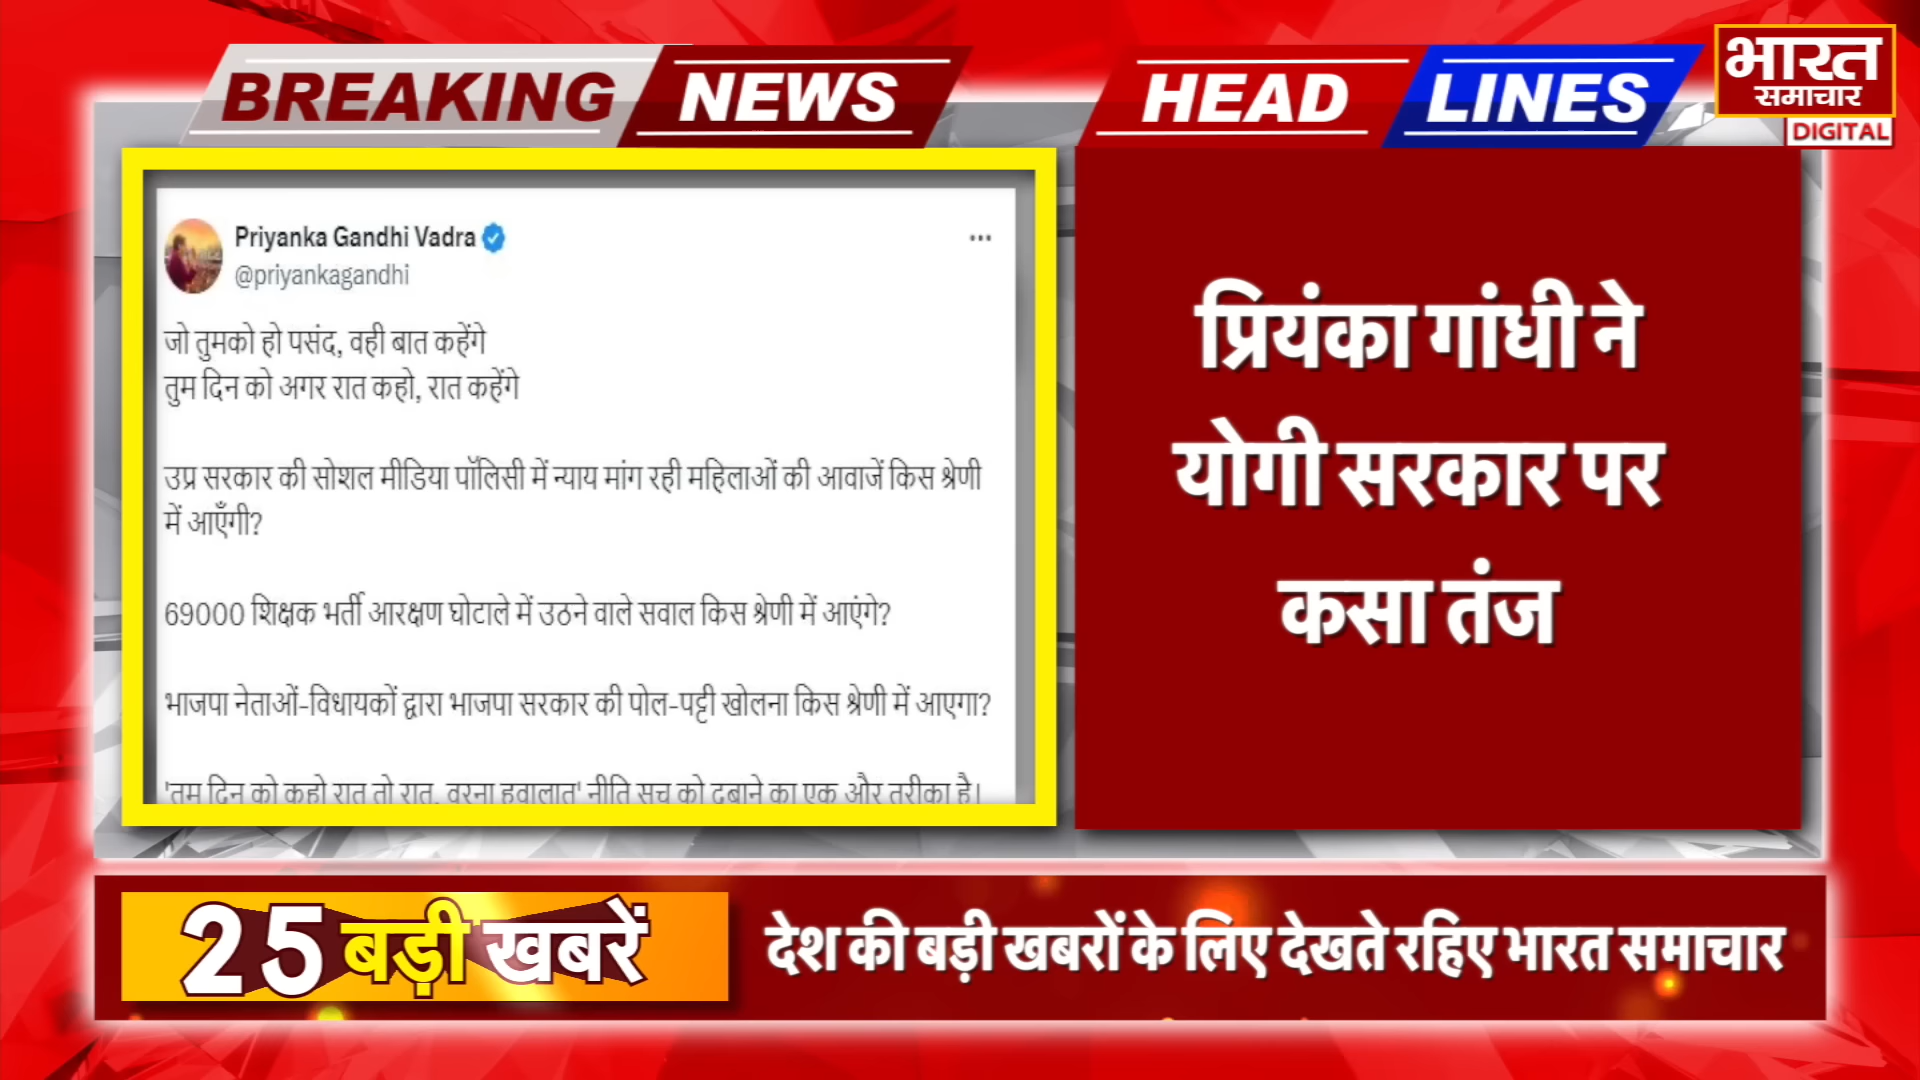 BREAKING NEWS
HEAD LINES
भारत
समाचार
DIGITAL
Priyanka Gandhi Vadra
@priyankagandhi
जो तुमको हो पसंद, वही बात कहेंगे
तुम दिन को अगर रात कहो, रात कहेंगे
उप्र सरकार की सोशल मीडिया पॉलिसी में न्याय मांग रही महिलाओं की आवाजें किस श्रेणी
में आएँगी?
69000 शिक्षक भर्ती आरक्षण घोटाले में उठने वाले सवाल किस श्रेणी में आएंगे?
भाजपा नेताओं-विधायकों द्वारा भाजपा सरकार की पोल-पट्टी खोलना किस श्रेणी में आएगा?
'तुम दिन को कहो रात तो रात, वरना हवालात' नीति सच को दबाने का एक और तरीका है।
प्रियंका गांधी ने
योगी सरकार पर
कसा तंज
25 बड़ी खबरें
देश की बड़ी खबरों के लिए देखते रहिए भारत समाचार